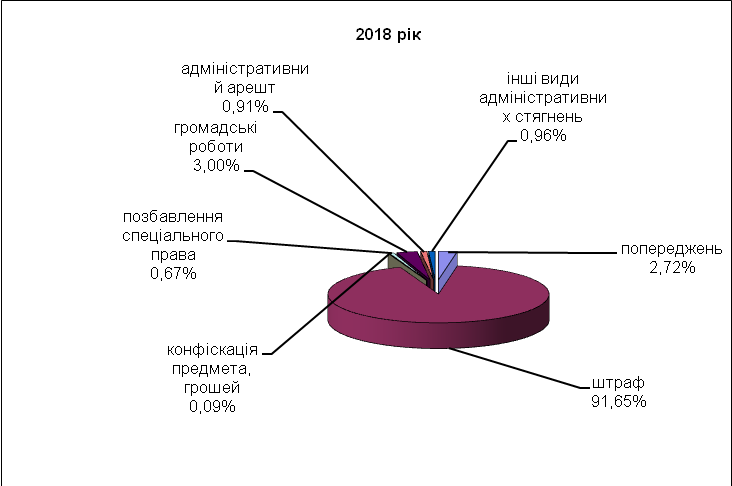 2018 рік
адміністративни
й арешт
0,91%
інші види
адміністративни
х стягнень
0,96%
громадські
роботи
3,00%
позбавлення
спеціального
права
0,67%
попереджень
2,72%
конфіскація
предмета,
грошей
0,09%
штраф
91,65%